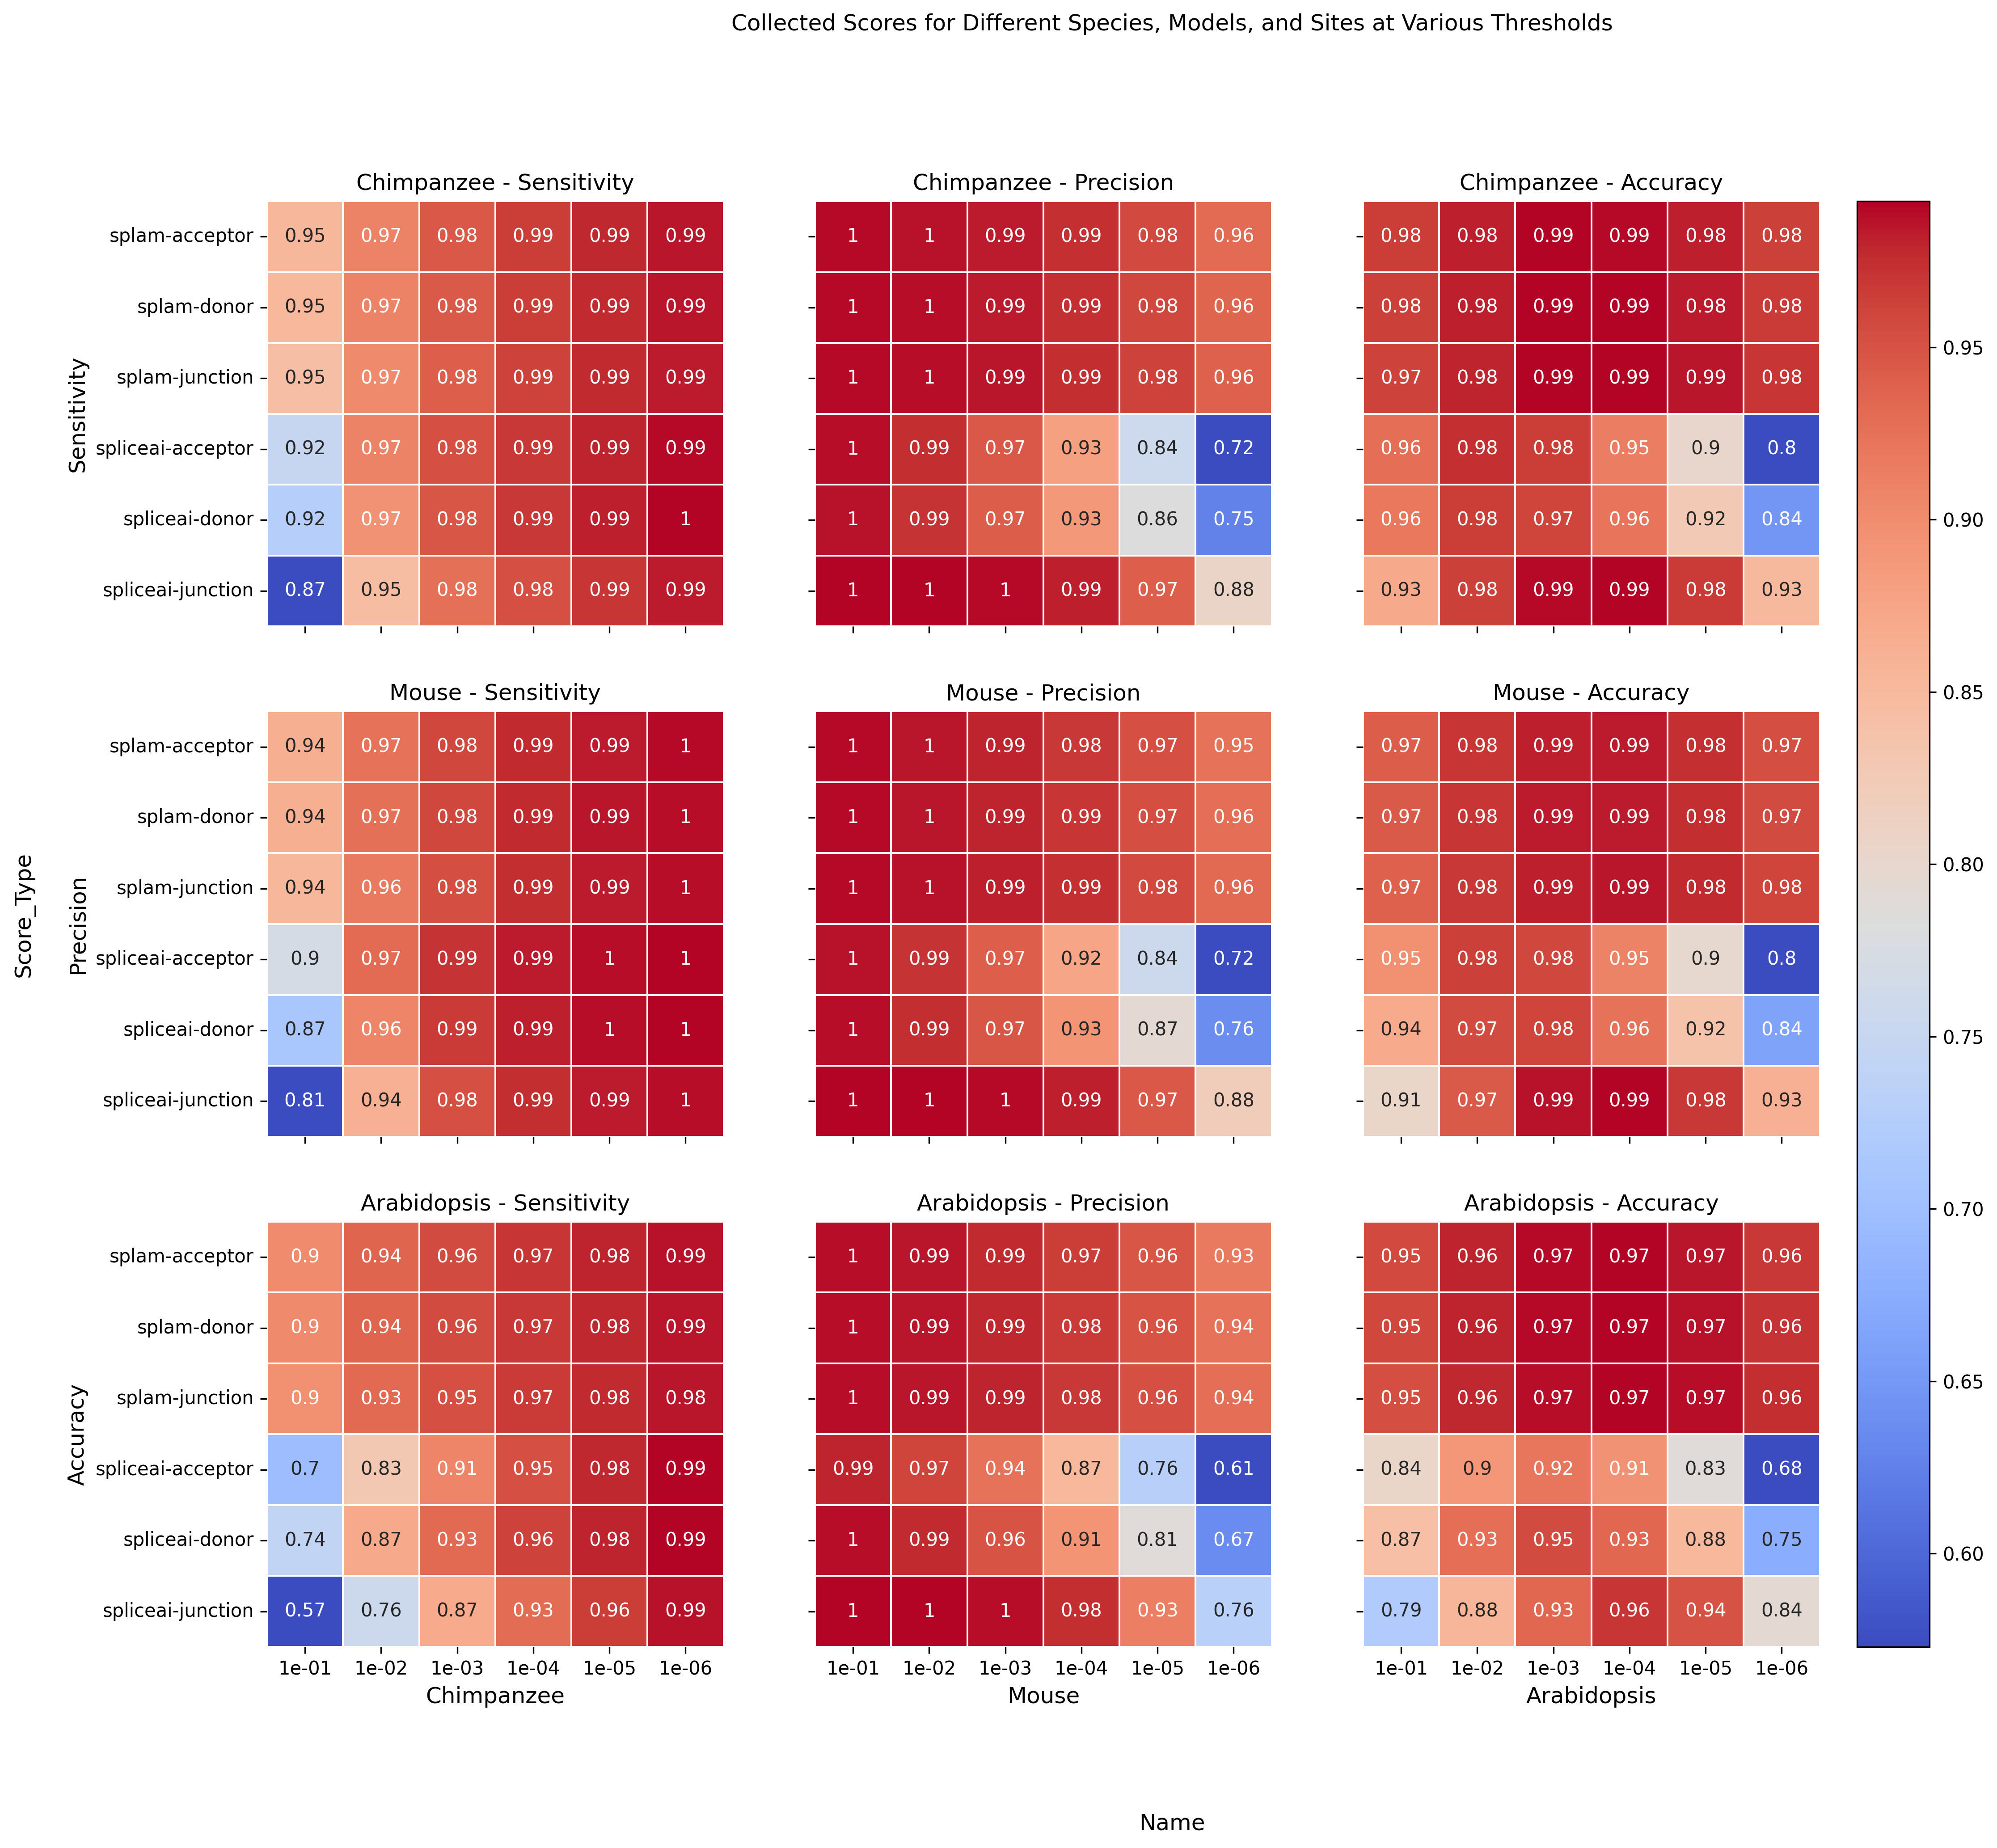 Collected Scores for Different Species, Models, and Sites at Various Thresholds
Chimpanzee - Sensitivity Chimpanzee - Precision Chimpanzee - Accuracy
splam-acceptor 0.95 0.97 0.98 0.99 0.99 0.99 1 1 0.99 0.99 0.98 0.96 0.98 0.98 0.99 0.99 0.98 0.98
splam-donor 0.95 0.97 0.98 0.99 0.99 0.99 1 1 0.99 0.99 0.98 0.96 0.98 0.98 0.99 0.99 0.98 0.98
splam-junction 0.95 0.97 0.98 0.99 0.99 0.99 1 1 0.99 0.99 0.98 0.96 0.97 0.98 0.99 0.99 0.99 0.98
spliceai-acceptor 0.92 0.97 0.98 0.99 0.99 0.99 1 0.99 0.97 0.93 0.84 0.72 0.96 0.98 0.98 0.95 0.9 0.8
spliceai-donor 0.92 0.97 0.98 0.99 0.99 1 1 0.99 0.97 0.93 0.86 0.75 0.96 0.98 0.97 0.96 0.92 0.84
spliceai-junction 0.87 0.95 0.98 0.98 0.99 0.99 1 1 1 0.99 0.97 0.88 0.93 0.98 0.99 0.99 0.98 0.93
Sensitivity
Mouse - Sensitivity Mouse - Precision Mouse - Accuracy
splam-acceptor 0.94 0.97 0.98 0.99 0.99 1 1 1 0.99 0.98 0.97 0.95 0.97 0.98 0.99 0.99 0.98 0.97
splam-donor 0.94 0.97 0.98 0.99 0.99 1 1 1 0.99 0.99 0.97 0.96 0.97 0.98 0.99 0.99 0.98 0.97
splam-junction 0.94 0.96 0.98 0.99 0.99 1 1 1 0.99 0.99 0.98 0.96 0.97 0.98 0.99 0.99 0.98 0.98
spliceai-acceptor 0.9 0.97 0.99 0.99 1 1 1 0.99 0.97 0.92 0.84 0.72 0.95 0.98 0.98 0.95 0.9 0.8
spliceai-donor 0.87 0.96 0.99 0.99 1 1 1 0.99 0.97 0.93 0.87 0.76 0.94 0.97 0.98 0.96 0.92 0.84
spliceai-junction 0.81 0.94 0.98 0.99 0.99 1 1 1 1 0.99 0.97 0.88 0.91 0.97 0.99 0.99 0.98 0.93
Score_Type
Precision
Arabidopsis - Sensitivity Arabidopsis - Precision Arabidopsis - Accuracy
splam-acceptor 0.9 0.94 0.96 0.97 0.98 0.99 1 0.99 0.99 0.97 0.96 0.93 0.95 0.96 0.97 0.97 0.97 0.96
splam-donor 0.9 0.94 0.96 0.97 0.98 0.99 1 0.99 0.99 0.98 0.96 0.94 0.95 0.96 0.97 0.97 0.97 0.96
splam-junction 0.9 0.93 0.95 0.97 0.98 0.98 1 0.99 0.99 0.98 0.96 0.94 0.95 0.96 0.97 0.97 0.97 0.96
spliceai-acceptor 0.7 0.83 0.91 0.95 0.98 0.99 0.99 0.97 0.94 0.87 0.76 0.61 0.84 0.9 0.92 0.91 0.83 0.68
spliceai-donor 0.74 0.87 0.93 0.96 0.98 0.99 1 0.99 0.96 0.91 0.81 0.67 0.87 0.93 0.95 0.93 0.88 0.75
spliceai-junction 0.57 0.76 0.87 0.93 0.96 0.99 1 1 1 0.98 0.93 0.76 0.79 0.88 0.93 0.96 0.94 0.84
Accuracy
1e-01 1e-02 1e-03 1e-04 1e-05 1e-06 1e-01 1e-02 1e-03 1e-04 1e-05 1e-06 1e-01 1e-02 1e-03 1e-04 1e-05 1e-06
Chimpanzee Mouse Arabidopsis
Name
0.95
0.90
0.85
0.80
0.75
0.70
0.65
0.60